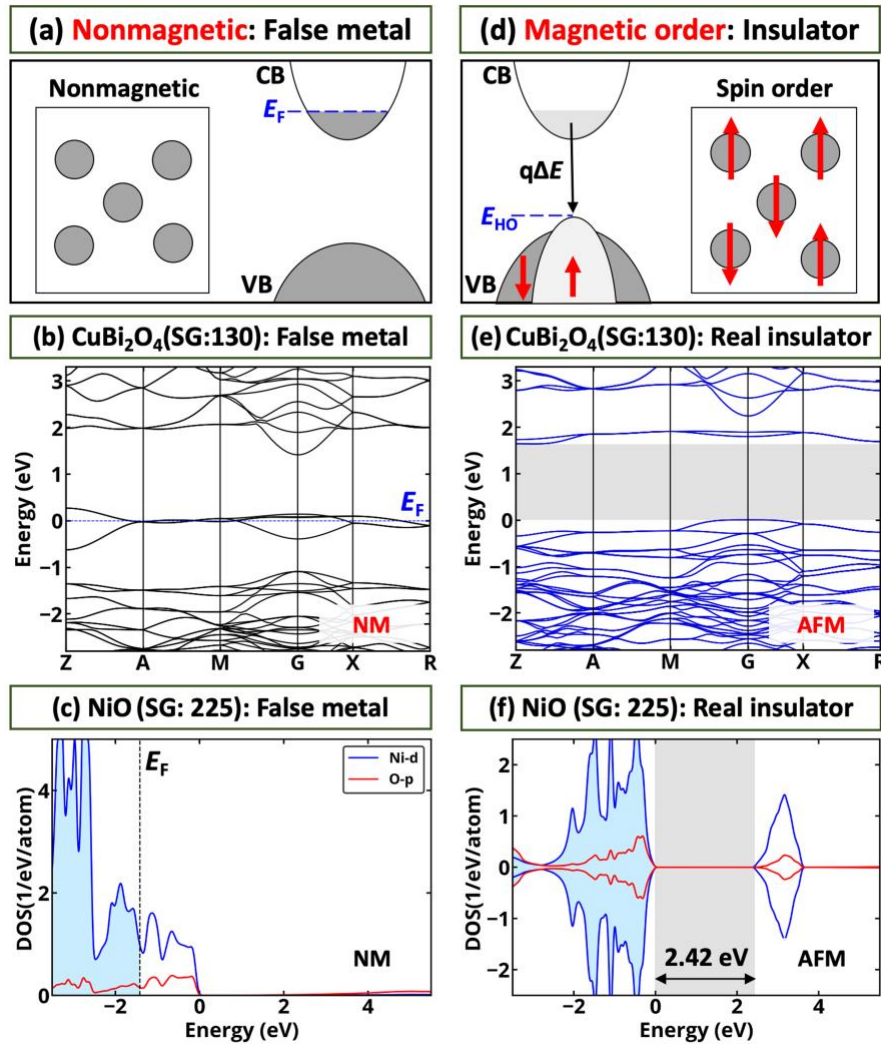 (a) Nonmagnetic: False metal
Nonmagnetic
CB
E_F
VB
(d) Magnetic order: Insulator
CB
qΔE
E_HO
VB
Spin order
(b) CuBi₂O₄(SG:130): False metal
Energy (eV)
3
2
1
0
−1
−2
E_F
NM
Z A M G X R
(e) CuBi₂O₄(SG:130): Real insulator
Energy (eV)
3
2
1
0
−1
−2
AFM
Z A M G X R
(c) NiO (SG: 225): False metal
DOS(1/eV/atom)
4
2
0
E_F
Ni-d
O-p
NM
−2 0 2 4
Energy (eV)
(f) NiO (SG: 225): Real insulator
DOS(1/eV/atom)
2
1
0
1
2
2.42 eV
AFM
−2 0 2 4
Energy (eV)